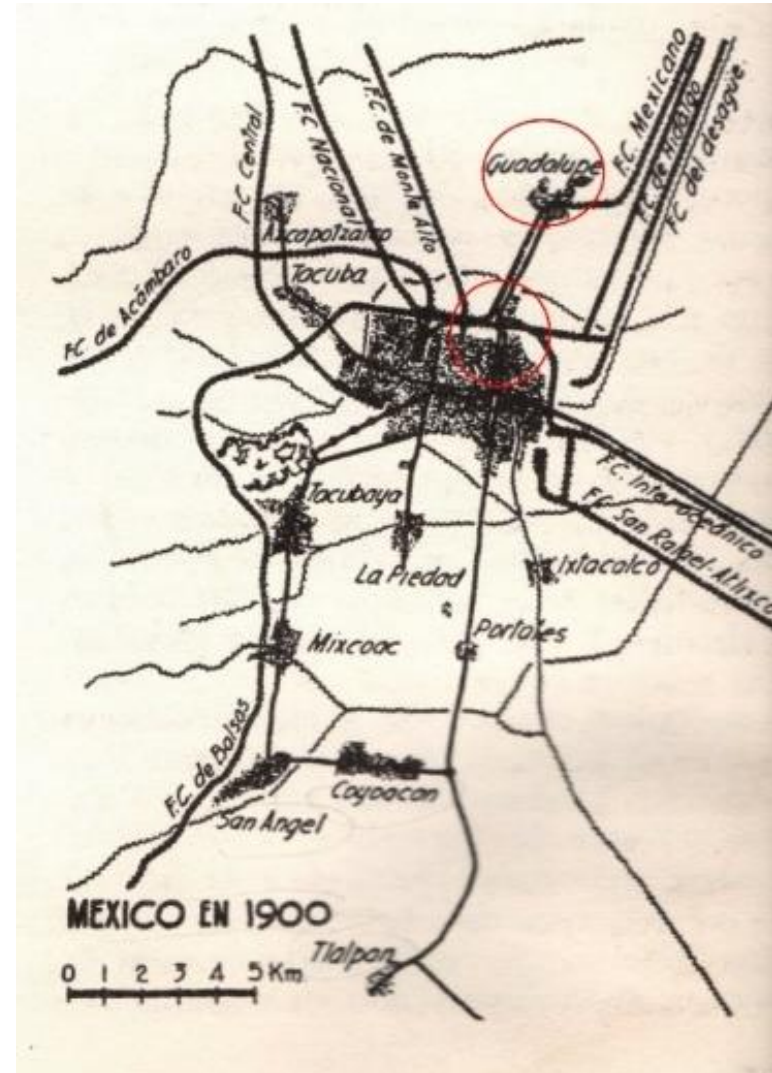 F.C. Central
F.C. Nacional
F.C. de Monte Alto
Guadalupe
F.C. Mexicano
F.C. de Hidalgo
F.C. del desagüe.
Azcapotzalco
Tacuba
F.C. de Acámbaro
Tacubaya
La Piedad
F.C. Interoceánico
F.C. San Rafael-Atlixco
Ixtacalco
Mixcoac
Portales
F.C. de Balsas
San Angel
Coyoacan
MEXICO EN 1900
0 1 2 3 4 5 Km
Tlalpan